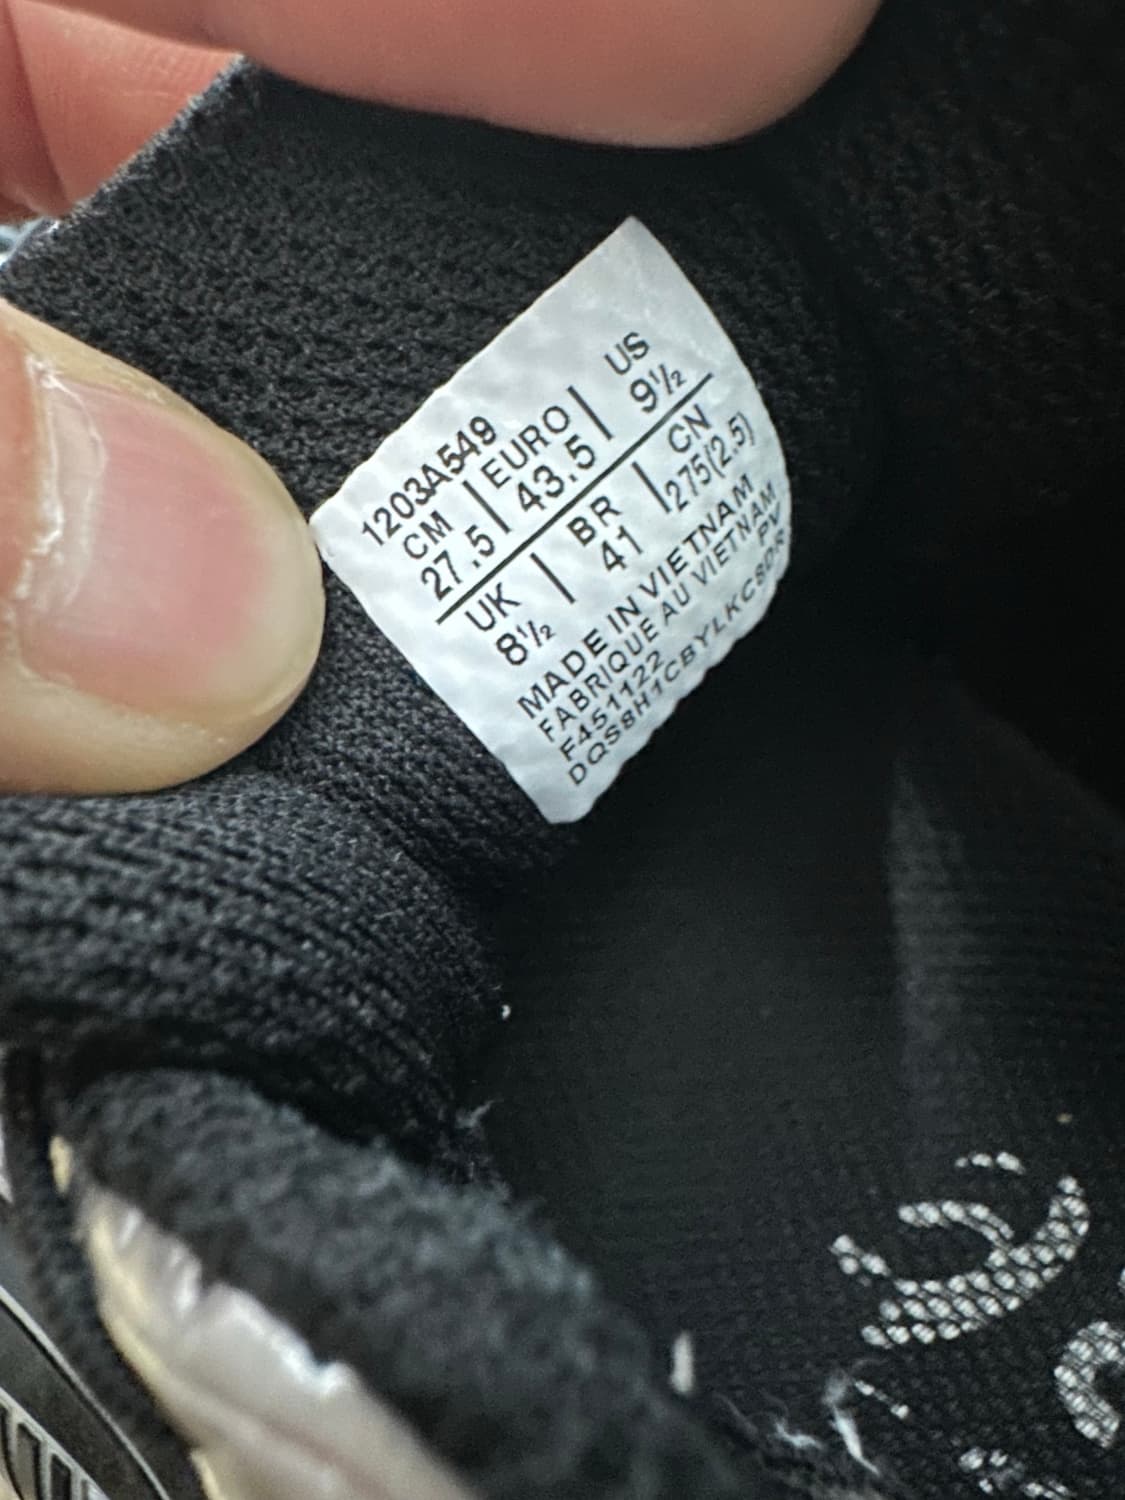 1203A549
CM | EURO | US
27.5 | 43.5 | 9½
UK | BR | CN
8½ | 41 | 275(2.5)
MADE IN VIETNAM
FABRIQUE AU VIETNAM
F451122 PV